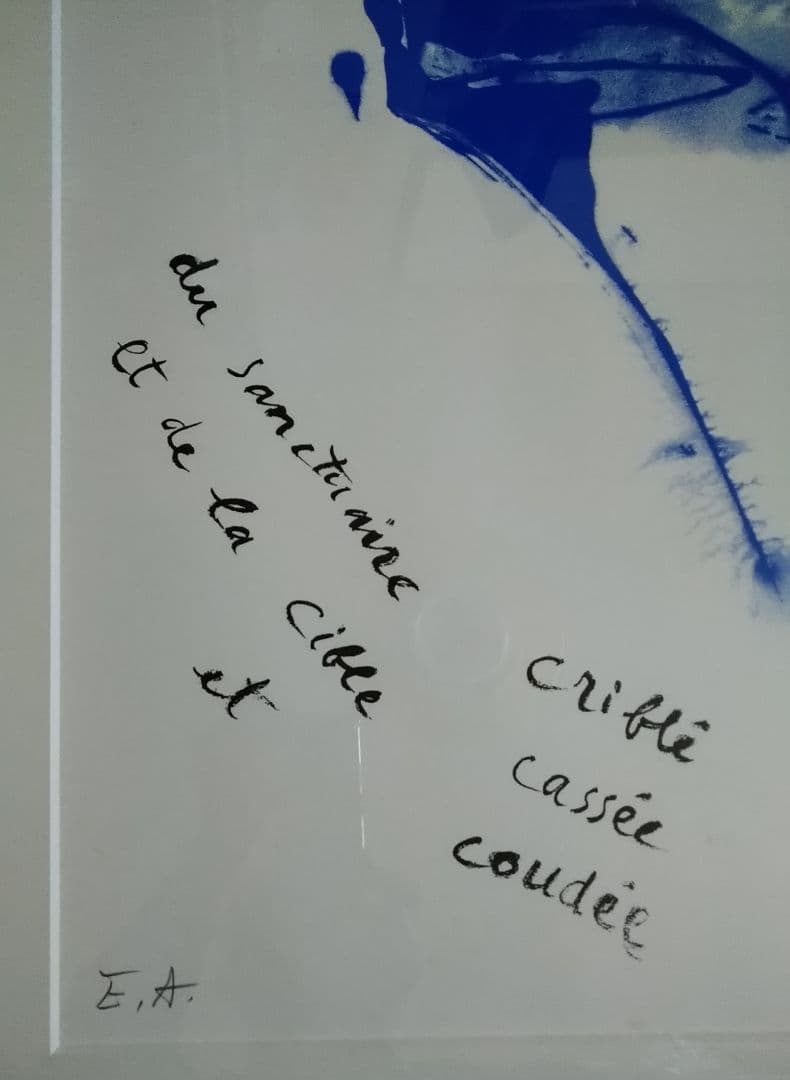 du sanctuaire
et de la cible
et
criblé
cassée
coudée
E.A.